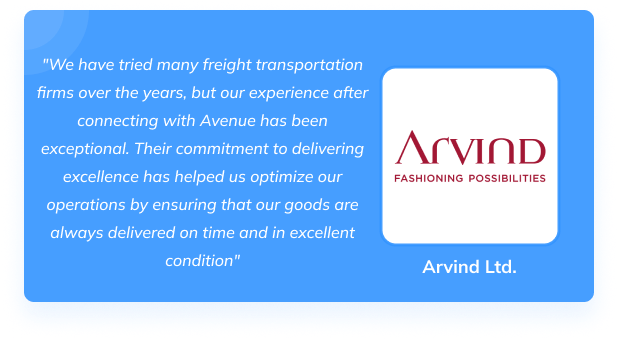 "We have tried many freight transportation
firms over the years, but our experience after
connecting with Avenue has been
exceptional. Their commitment to delivering
excellence has helped us optimize our
operations by ensuring that our goods are
always delivered on time and in excellent
condition"
ARVIND
FASHIONING POSSIBILITIES
Arvind Ltd.